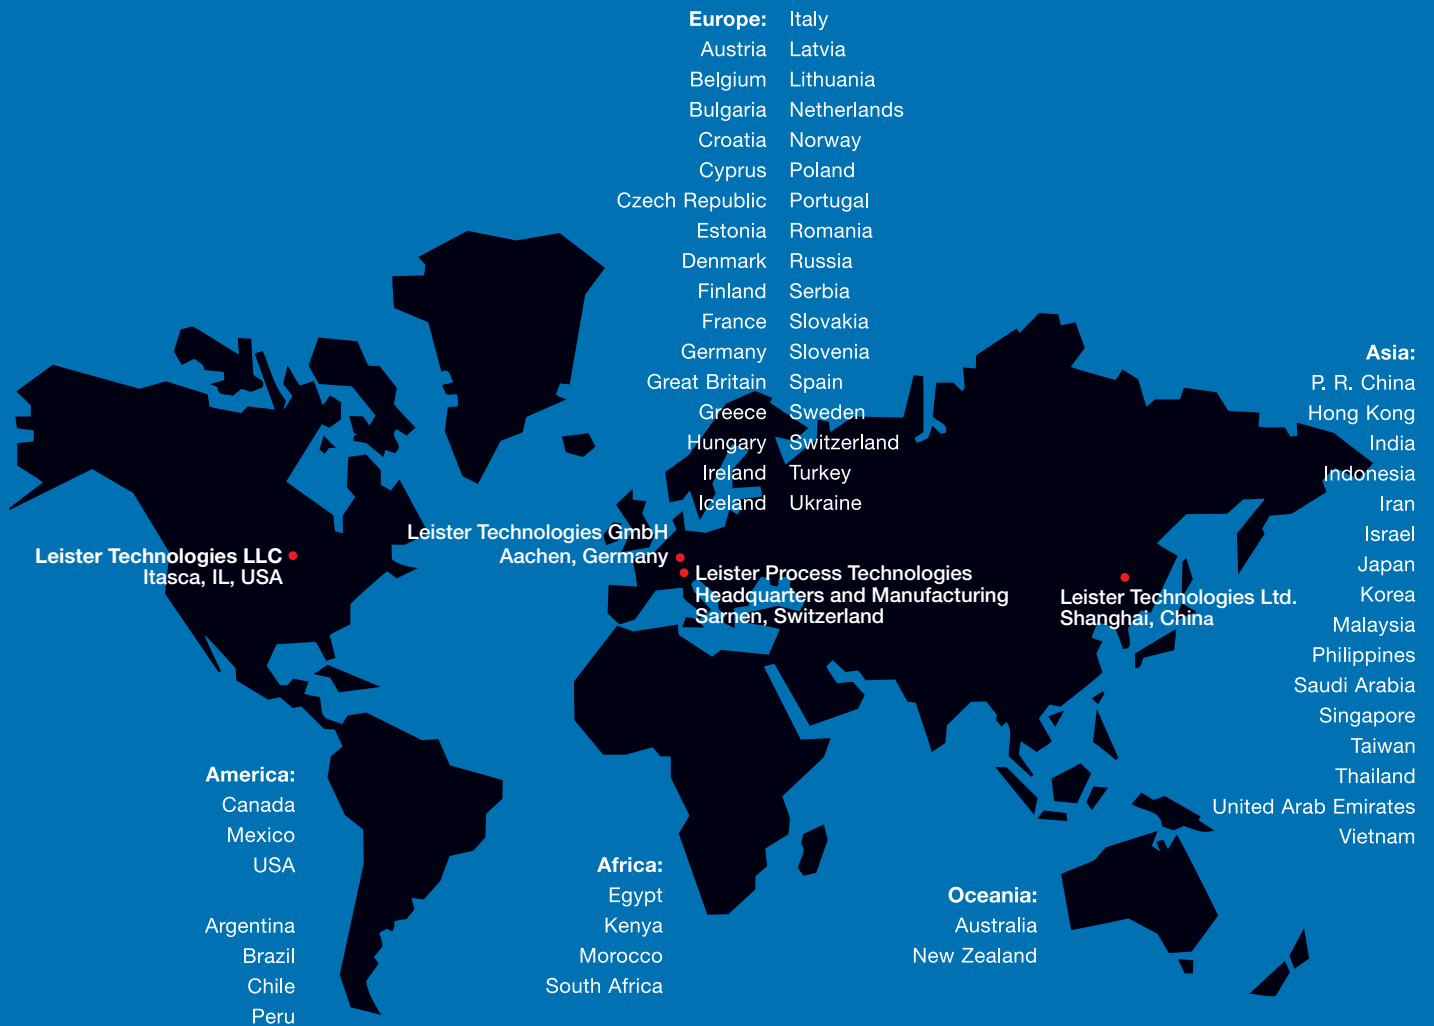 Europe:
Austria
Belgium
Bulgaria
Croatia
Cyprus
Czech Republic
Estonia
Denmark
Finland
France
Germany
Great Britain
Greece
Hungary
Ireland
Iceland
Italy
Latvia
Lithuania
Netherlands
Norway
Poland
Portugal
Romania
Russia
Serbia
Slovakia
Slovenia
Spain
Sweden
Switzerland
Turkey
Ukraine
Asia:
P. R. China
Hong Kong
India
Indonesia
Iran
Israel
Japan
Korea
Malaysia
Philippines
Saudi Arabia
Singapore
Taiwan
Thailand
United Arab Emirates
Vietnam
Leister Technologies LLC
Itasca, IL, USA
Leister Technologies GmbH
Aachen, Germany
Leister Process Technologies
Headquarters and Manufacturing
Sarnen, Switzerland
Leister Technologies Ltd.
Shanghai, China
America:
Canada
Mexico
USA
Argentina
Brazil
Chile
Peru
Africa:
Egypt
Kenya
Morocco
South Africa
Oceania:
Australia
New Zealand